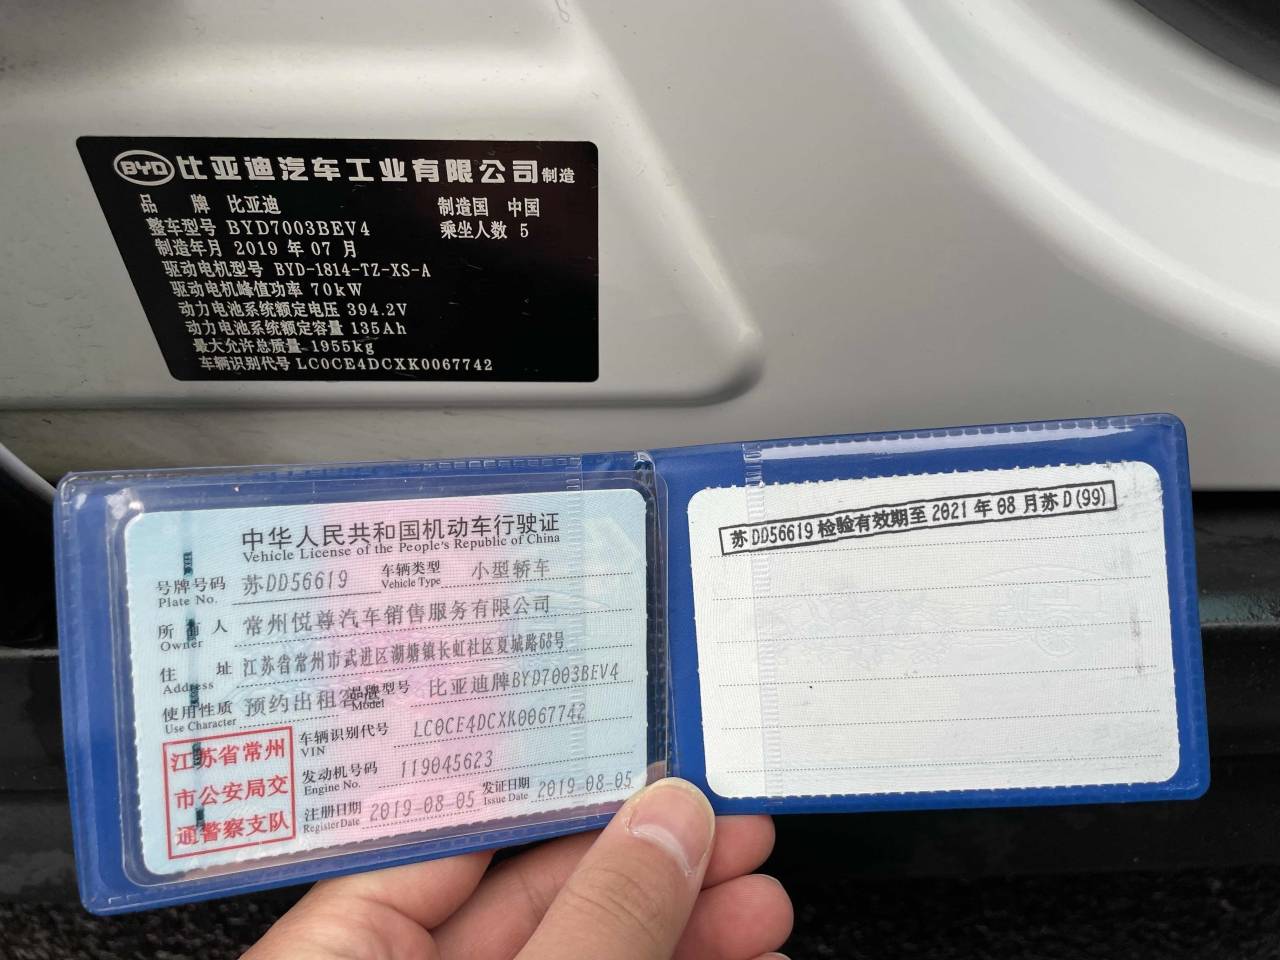 BYD 比亚迪汽车工业有限公司制造
品 牌 比亚迪 制造国 中国
整车型号 BYD7003BEV4 乘坐人数 5
制造年月 2019 年 07 月
驱动电机型号 BYD-1814-TZ-XS-A
驱动电机峰值功率 70kW
动力电池系统额定电压 394.2V
动力电池系统额定容量 135Ah
最大允许总质量 1955kg
车辆识别代号 LC0CE4DCXK0067742
中华人民共和国机动车行驶证
Vehicle License of the People's Republic of China
号牌号码 苏DD56619 车辆类型 小型轿车
Plate No. Vehicle Type
所有人 常州悦尊汽车销售服务有限公司
Owner
住 址 江苏省常州市武进区湖塘镇长虹社区夏城路68号
Address
使用性质 预约出租客运 品牌型号 比亚迪牌BYD7003BEV4
Use Character Model
车辆识别代号 LC0CE4DCXK0067742
VIN
发动机号码 119045623
Engine No.
注册日期 2019-08-05 发证日期 2019-08-05
Register Date Issue Date
江苏省常州
市公安局交
通警察支队
苏DD56619 检验有效期至 2021 年 08 月 苏D(99)